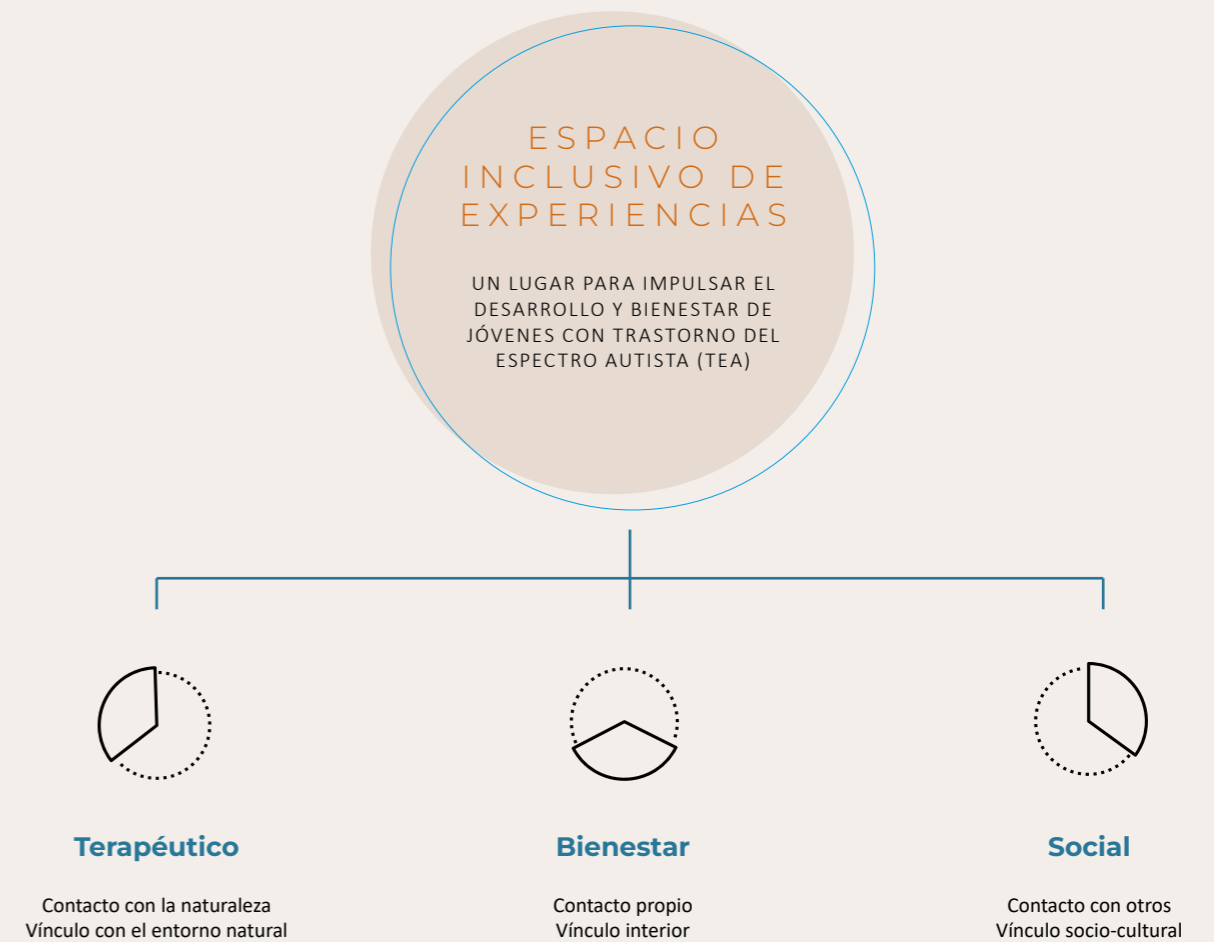 ESPACIO
INCLUSIVO DE
EXPERIENCIAS
UN LUGAR PARA IMPULSAR EL
DESARROLLO Y BIENESTAR DE
JÓVENES CON TRASTORNO DEL
ESPECTRO AUTISTA (TEA)
Terapéutico
Contacto con la naturaleza
Vínculo con el entorno natural
Bienestar
Contacto propio
Vínculo interior
Social
Contacto con otros
Vínculo socio-cultural